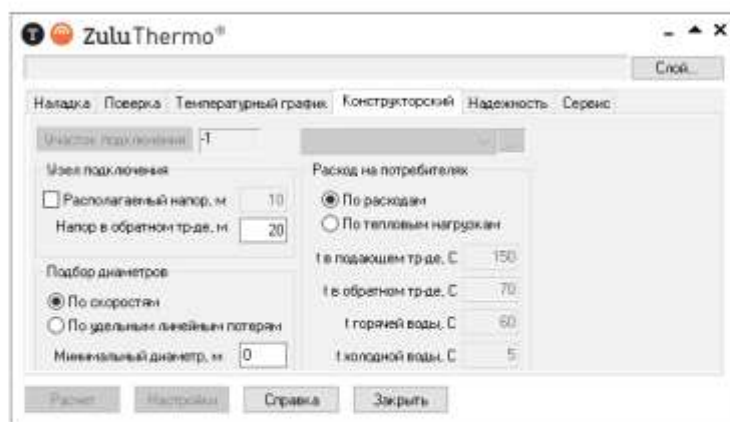 ZuluThermo®
Слой...
Наладка Поверка Температурный график Конструкторский Надежность Сервис
Участок подключения -1
Узел подключения
Располагаемый напор, м 10
Напор в обратном тр-де, м 20
Подбор диаметров
По скоростям
По удельным линейным потерям
Минимальный диаметр, м 0
Расход на потребителях
По расходам
По тепловым нагрузкам
t в подающем тр-де, С 150
t в обратном тр-де, С 70
t горячей воды, С 60
t холодной воды, С 5
Расчет Настройки Справка Закрыть